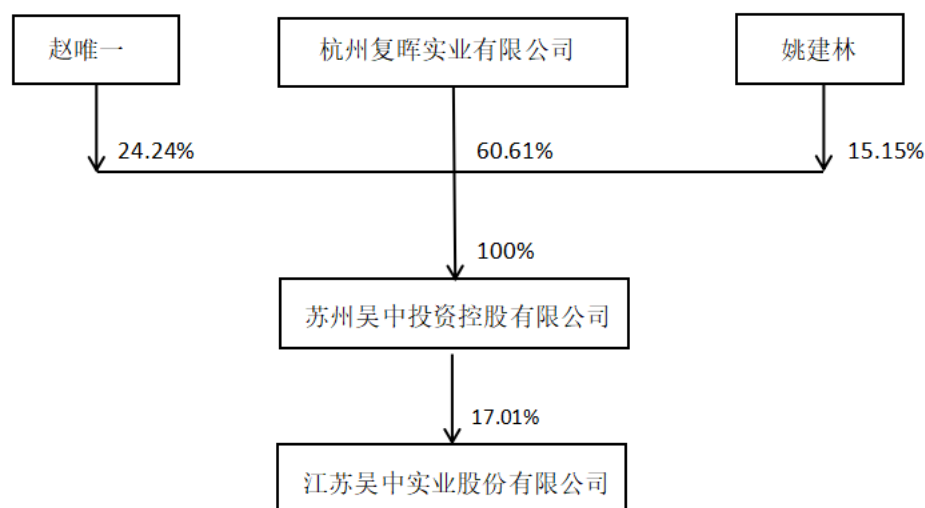 赵唯一
杭州复晖实业有限公司
姚建林
24.24%
60.61%
15.15%
100%
苏州吴中投资控股有限公司
17.01%
江苏吴中实业股份有限公司